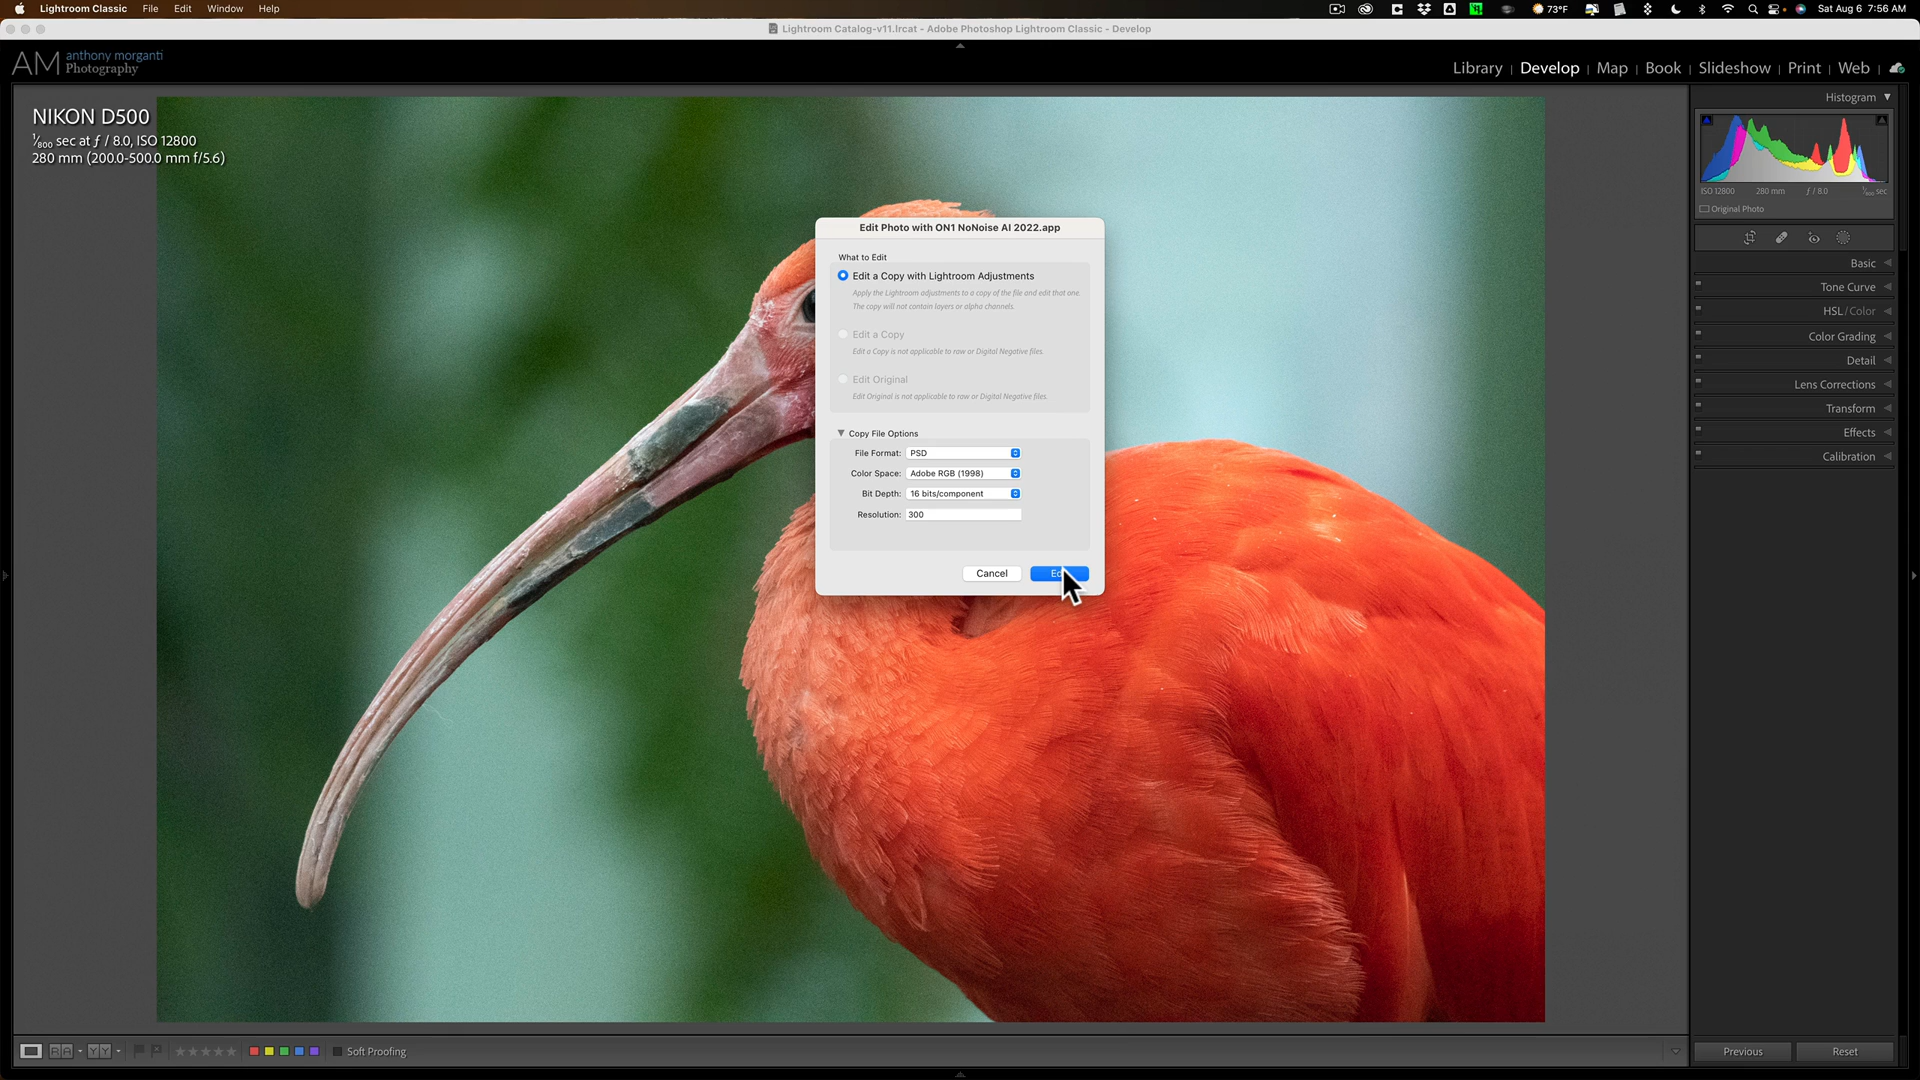 Lightroom Classic File Edit Window Help
73°F Sat Aug 6 7:56 AM
Lightroom Catalog-v11.lrcat - Adobe Photoshop Lightroom Classic - Develop
AM anthony morganti
Photography
Library | Develop | Map | Book | Slideshow | Print | Web
NIKON D500
1/800 sec at ƒ / 8.0, ISO 12800
280 mm (200.0-500.0 mm f/5.6)
Histogram
ISO 12800 280 mm ƒ / 8.0 1/800 sec
Original Photo
Basic
Tone Curve
HSL / Color
Color Grading
Detail
Lens Corrections
Transform
Effects
Calibration
Edit Photo with ON1 NoNoise AI 2022.app
What to Edit
Edit a Copy with Lightroom Adjustments
Apply the Lightroom adjustments to a copy of the file and edit that one.
The copy will not contain layers or alpha channels.
Edit a Copy
Edit a Copy is not applicable to raw or Digital Negative files.
Edit Original
Edit Original is not applicable to raw or Digital Negative files.
Copy File Options
File Format: PSD
Color Space: Adobe RGB (1998)
Bit Depth: 16 bits/component
Resolution: 300
Cancel
Soft Proofing
Previous Reset